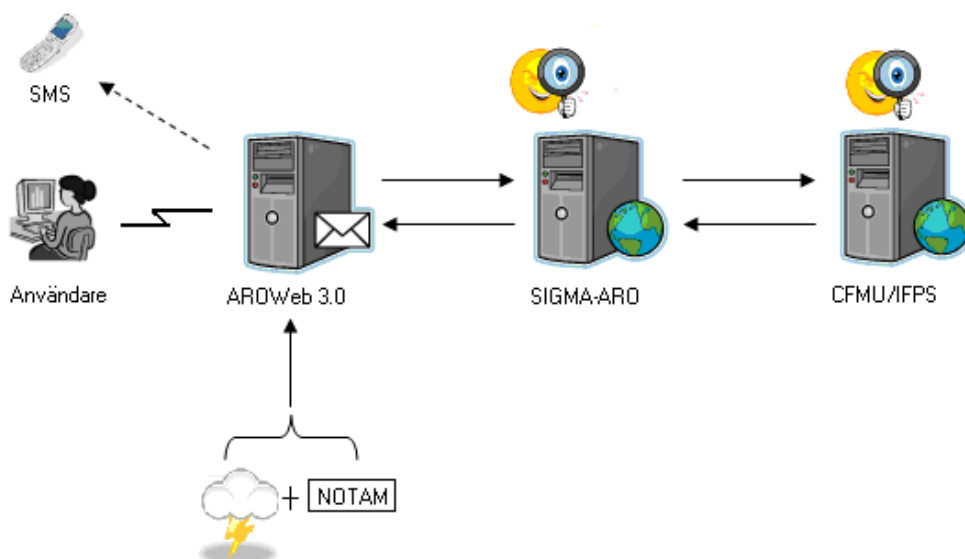 SMS
Användare
AROWeb 3.0
SIGMA-ARO
CFMU/IFPS
+ NOTAM